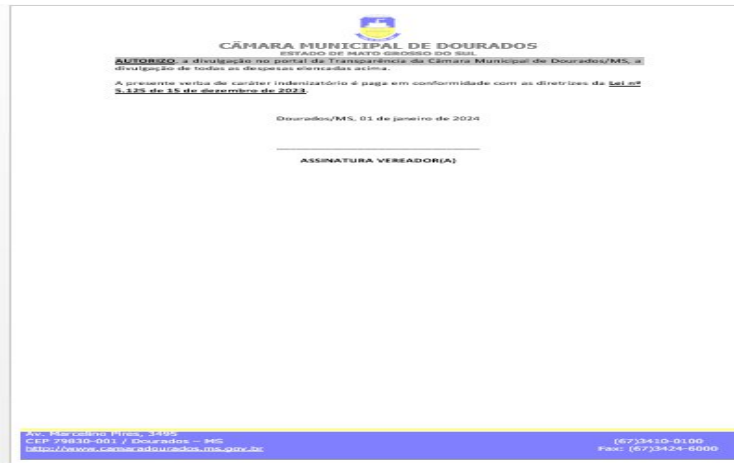 CÂMARA MUNICIPAL DE DOURADOS
ESTADO DE MATO GROSSO DO SUL
AUTORIZO, a divulgação no portal da Transparência da Câmara Municipal de Dourados/MS, a
divulgação de todas as despesas elencadas acima.
A presente verba de caráter indenizatório é paga em conformidade com as diretrizes da Lei nº
5.125 de 15 de dezembro de 2023.
Dourados/MS, 01 de janeiro de 2024
ASSINATURA VEREADOR(A)
Av. Marcelino Pires, 3495
CEP 79830-001 / Dourados – MS
(67)3410-0100
http://www.camaradourados.ms.gov.br
Fax: (67)3424-6000